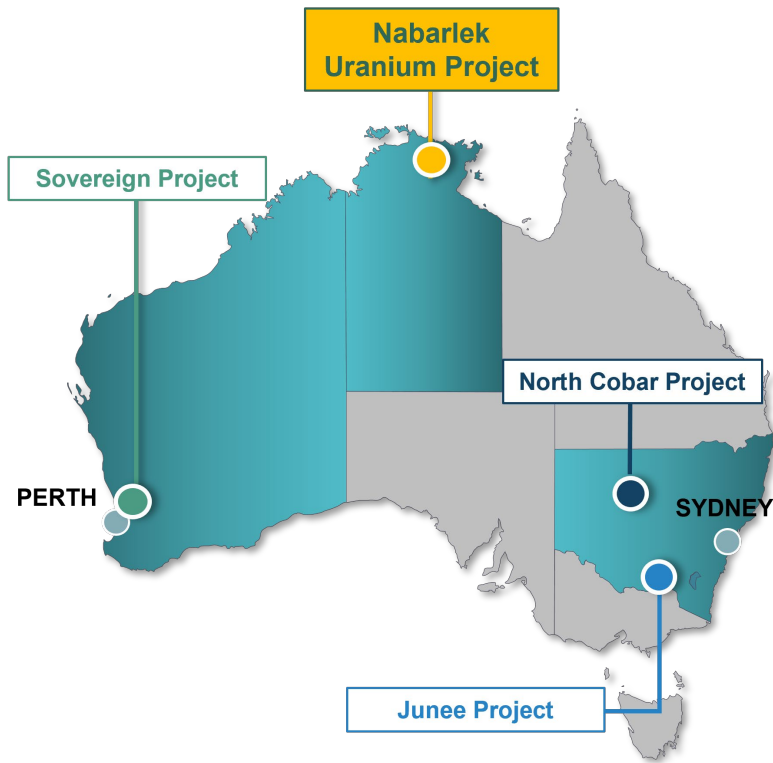 Nabarlek
Uranium Project
Sovereign Project
North Cobar Project
PERTH
SYDNEY
Junee Project